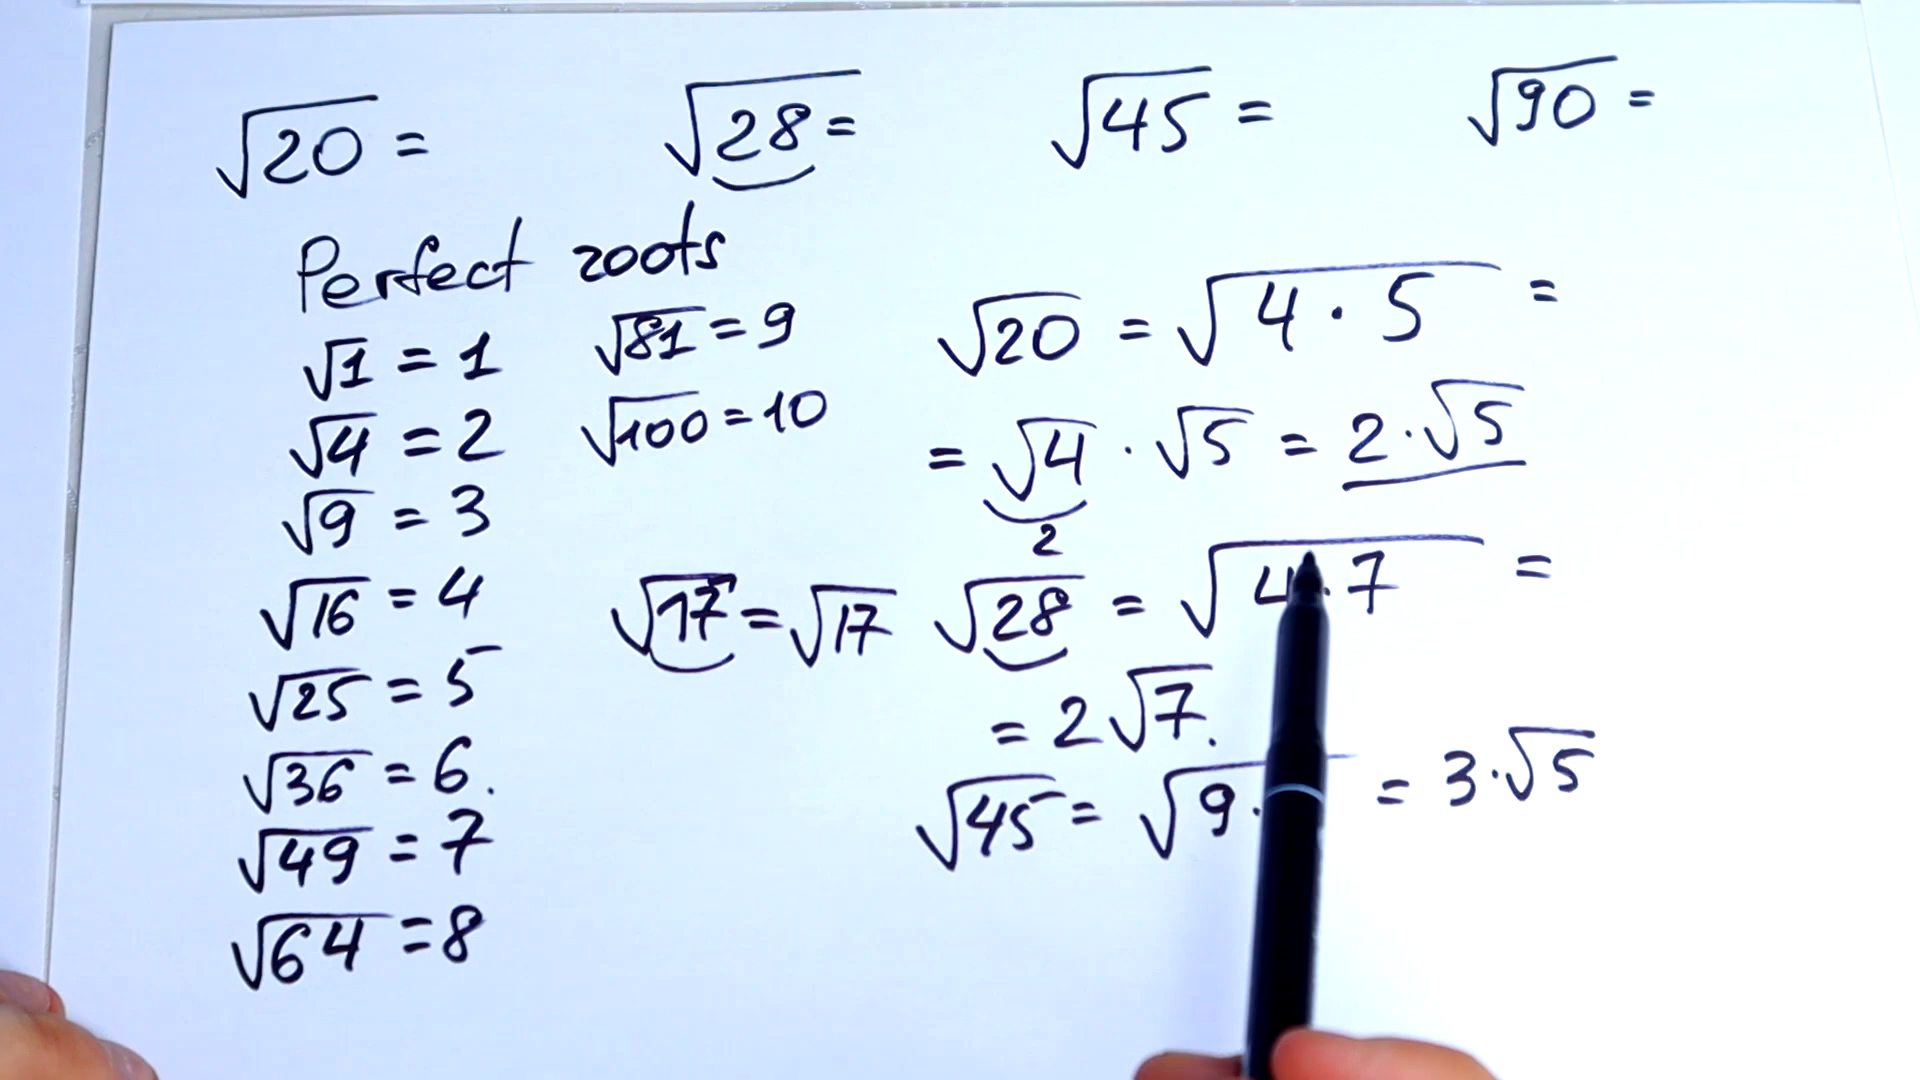 √20 =
√28 =
√45 =
√90 =
Perfect roots
√1 = 1
√4 = 2
√9 = 3
√16 = 4
√25 = 5
√36 = 6.
√49 = 7
√64 = 8
√81 = 9
√100 = 10
√17 = √17
√20 = √4 · 5 =
= √4 · √5 = 2 · √5
2
√28 = √4 · 7 =
= 2√7.
√45 = √9 · = 3 · √5